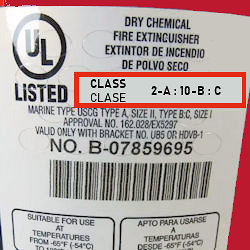 DRY CHEMICAL
FIRE EXTINGUISHER
EXTINTOR DE INCENDIO
DE POLVO SECO
UL
LISTED
CLASS 2-A : 10-B : C
CLASE
MARINE TYPE USCG TYPE A, SIZE II, TYPE B:C, SIZE I
APPROVAL NO. 162.028/EX5297
VALID ONLY WITH BRACKET NO. UB5 OR HDVB-1
NO. B-07859695
SUITABLE FOR USE AT APTO PARA USARSE A
TEMPERATURES DESDE -65°F (-54°C)
FROM -65°F (-54°C)